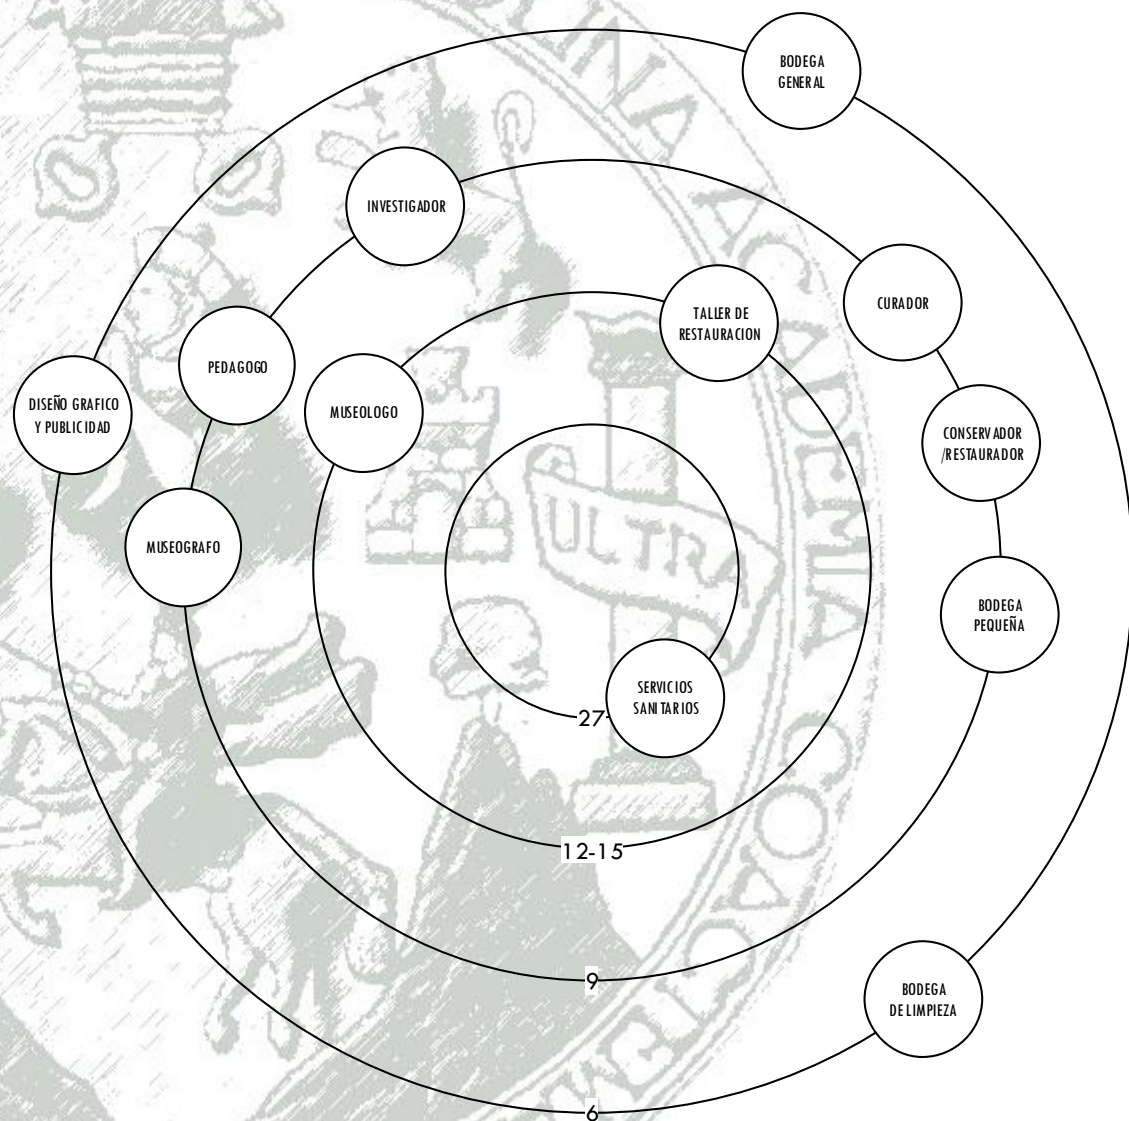 BODEGA
GENERAL
INVESTIGADOR
CURADOR
TALLER DE
RESTAURACION
PEDAGOGO
MUSEOLOGO
DISEÑO GRAFICO
Y PUBLICIDAD
CONSERVADOR
/RESTAURADOR
ULTRA
MUSEOGRAFO
BODEGA
PEQUEÑA
SERVICIOS
SANITARIOS
27
12-15
9
BODEGA
DE LIMPIEZA
6